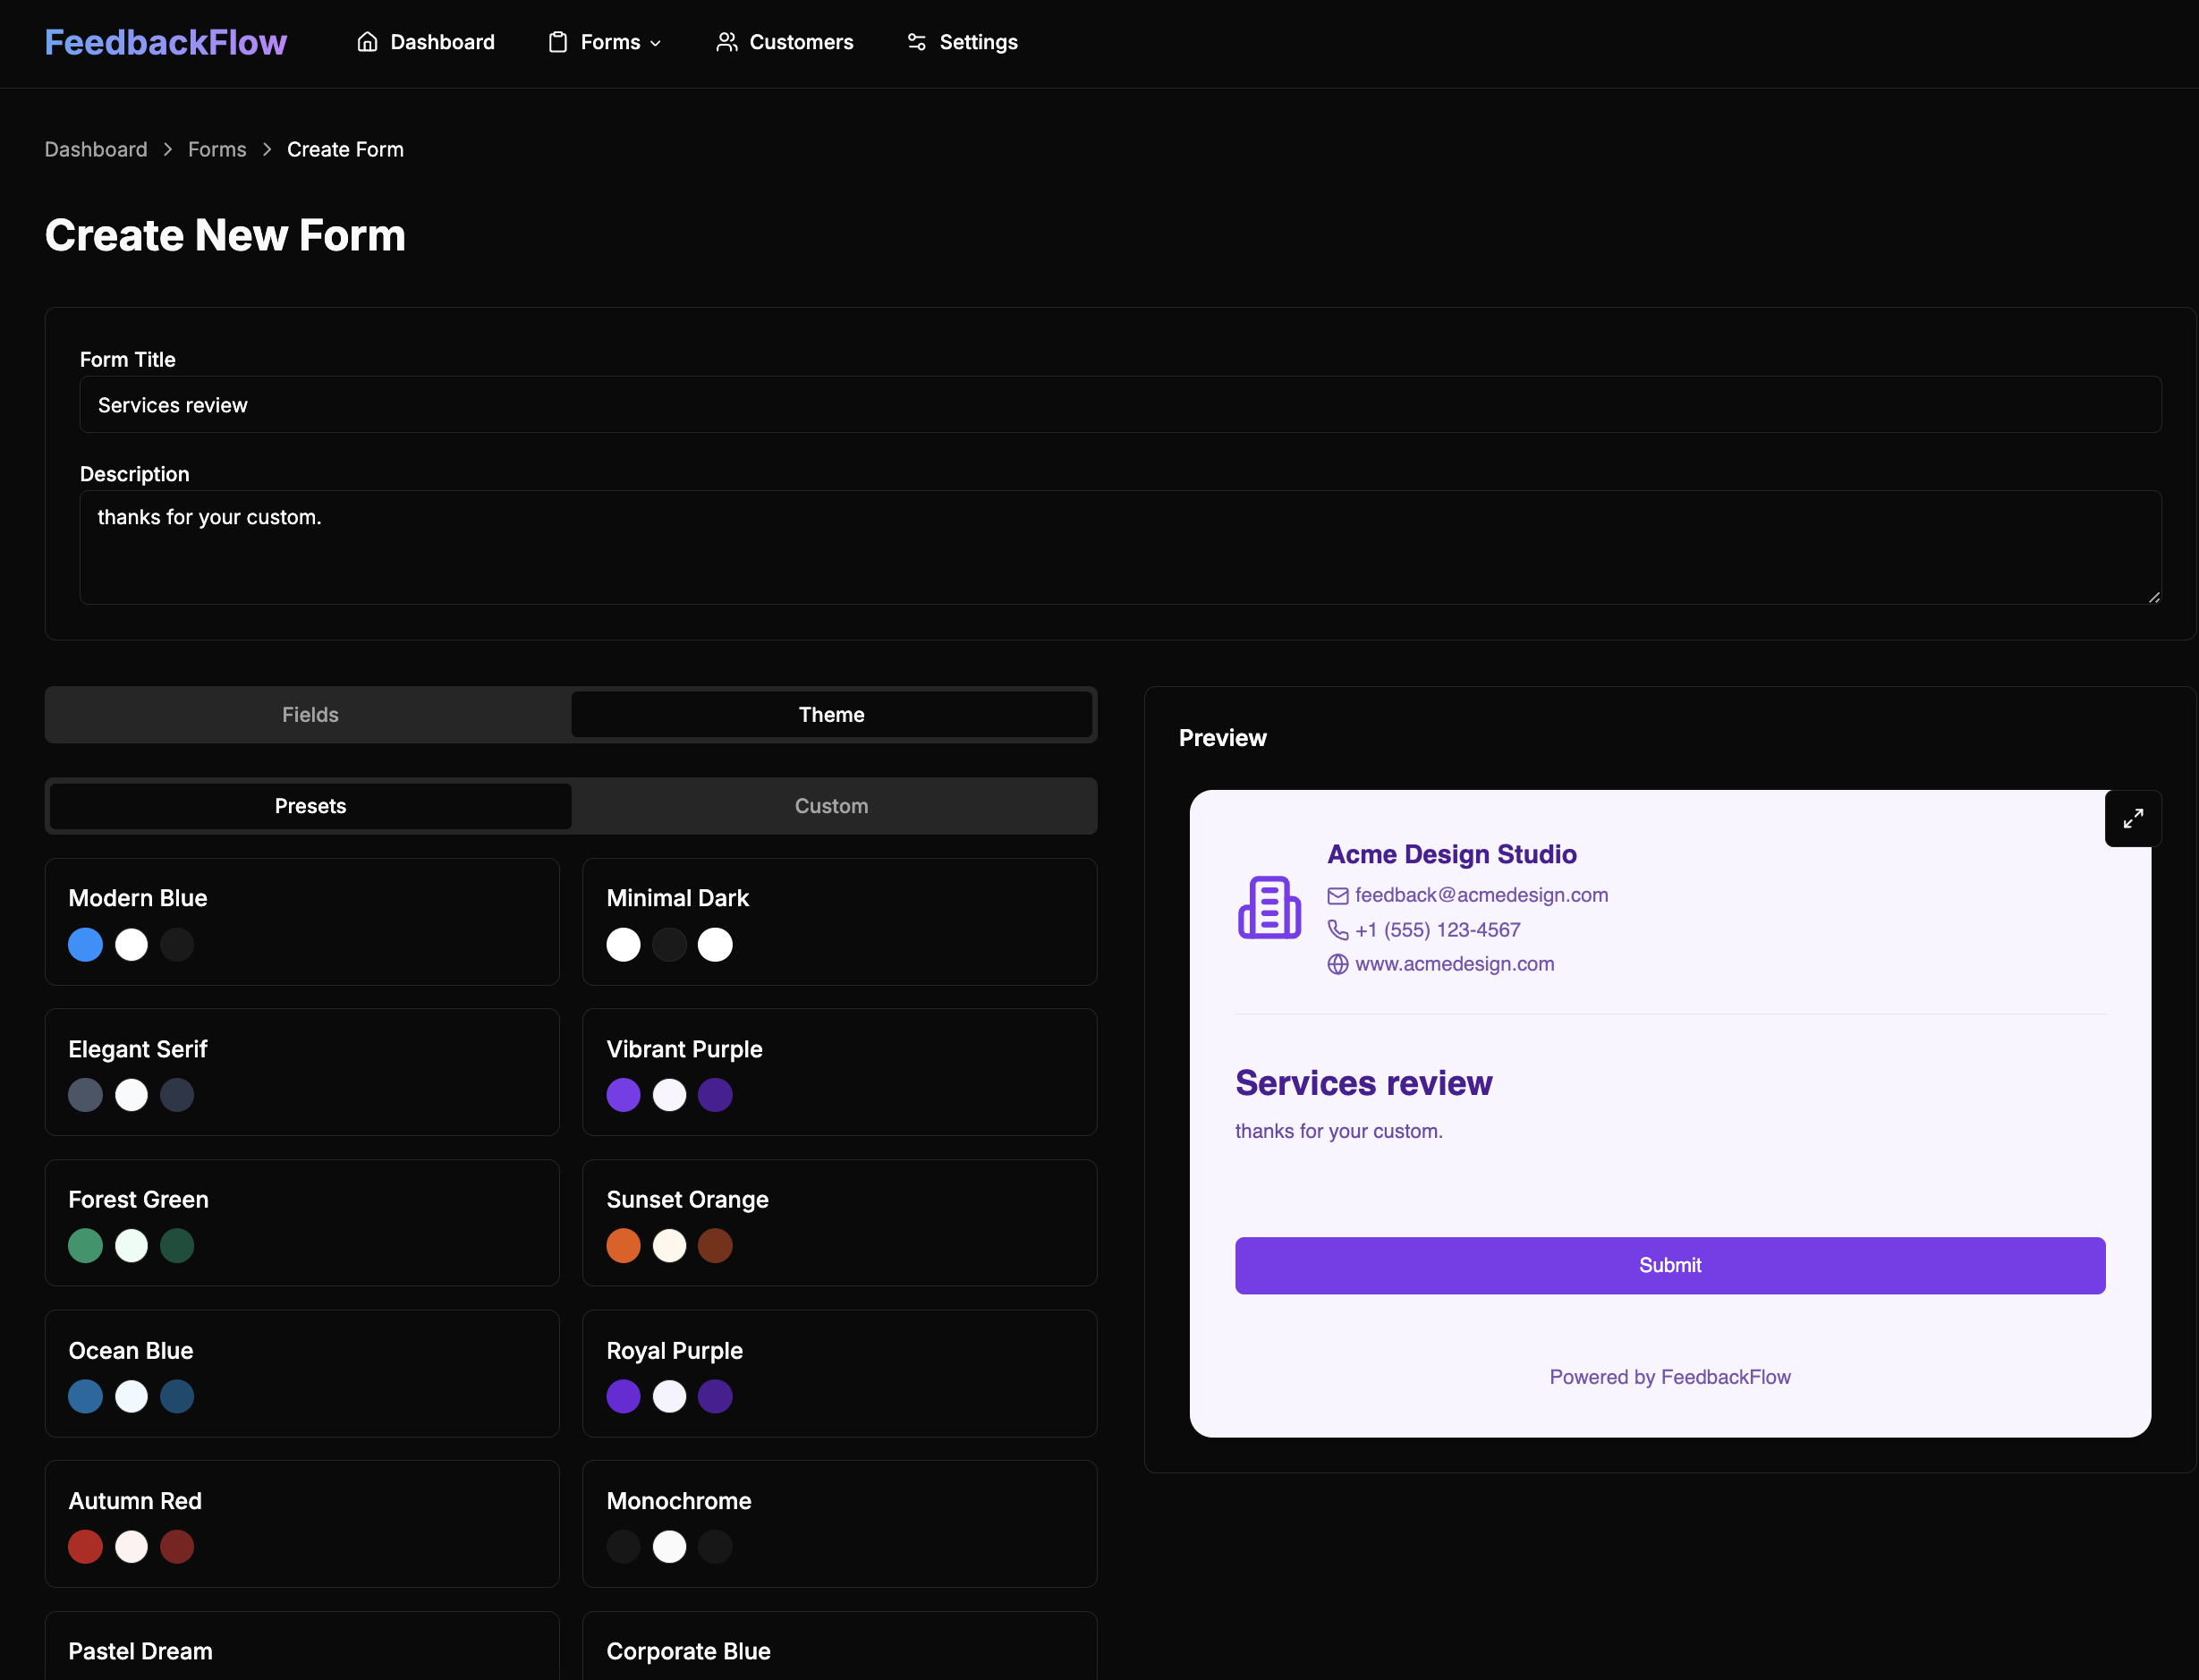 FeedbackFlow Dashboard Forms Customers Settings
Dashboard > Forms > Create Form
Create New Form
Form Title
Services review
Description
thanks for your custom.
Fields Theme
Presets Custom
Modern Blue Minimal Dark
Elegant Serif Vibrant Purple
Forest Green Sunset Orange
Ocean Blue Royal Purple
Autumn Red Monochrome
Pastel Dream Corporate Blue
Preview
Acme Design Studio
feedback@acmedesign.com
+1 (555) 123-4567
www.acmedesign.com
Services review
thanks for your custom.
Submit
Powered by FeedbackFlow